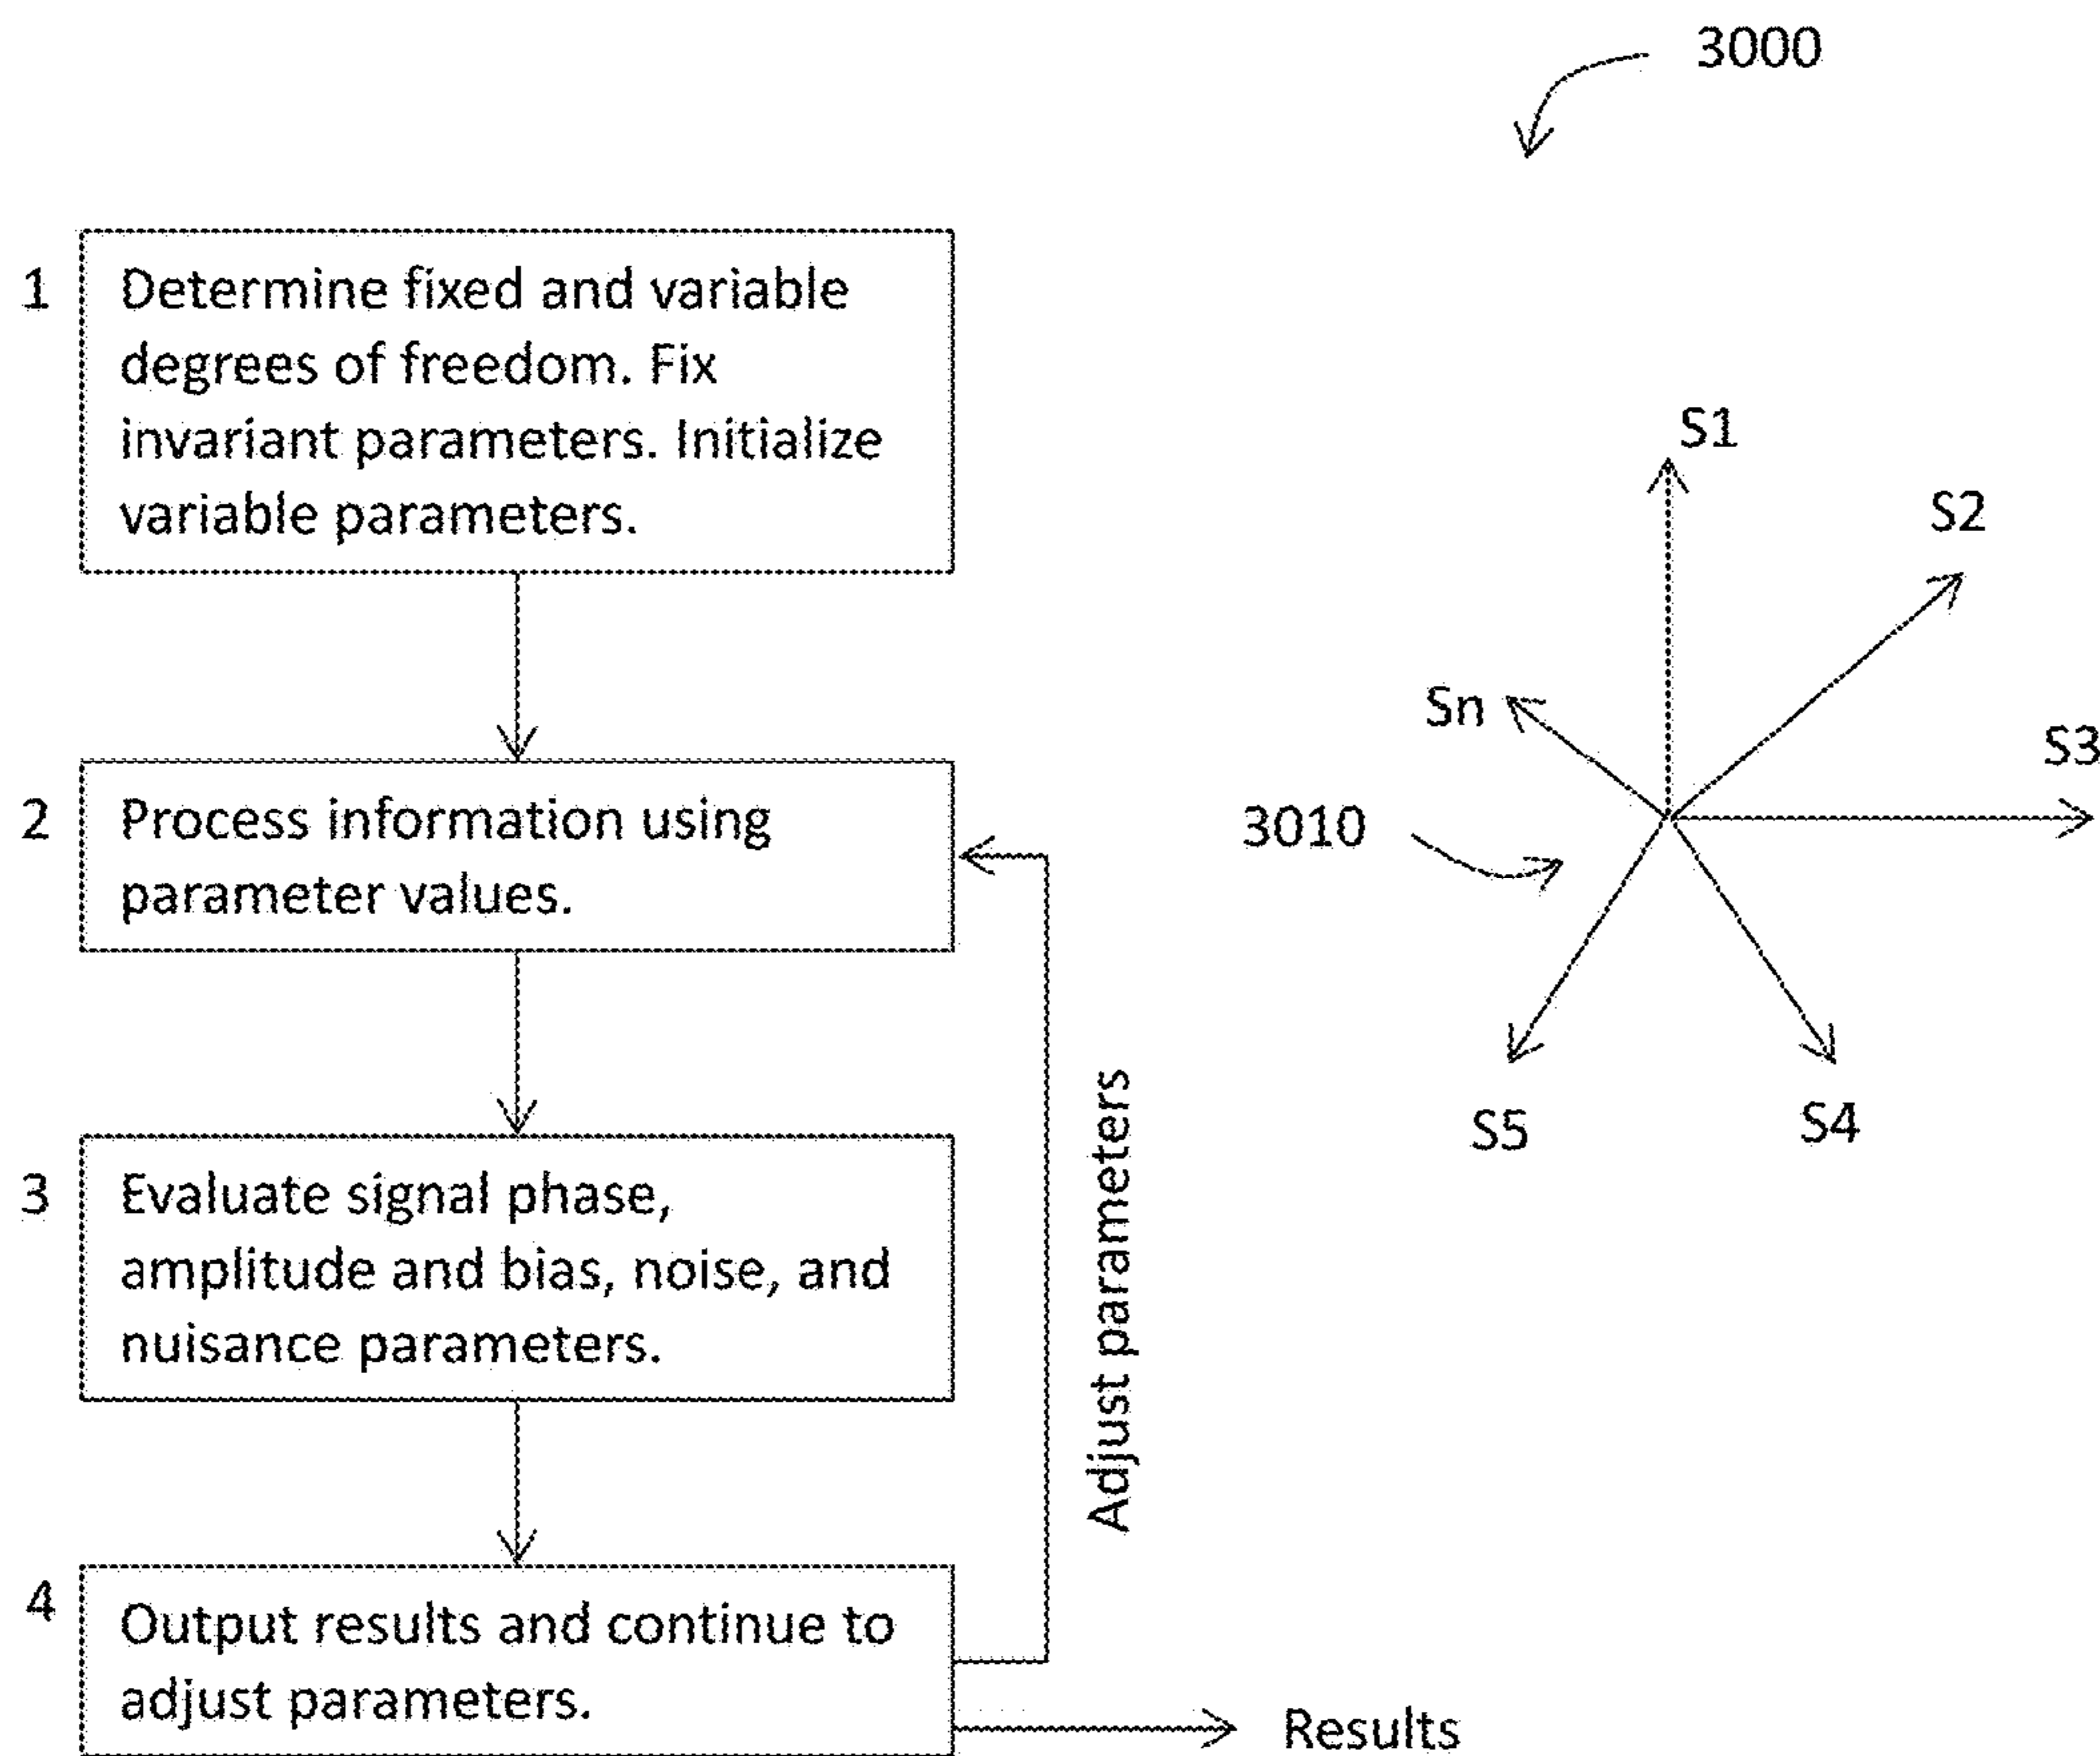 3000
1
Determine fixed and variable
degrees of freedom. Fix
invariant parameters. Initialize
variable parameters.
2
Process information using
parameter values.
3
Evaluate signal phase,
amplitude and bias, noise, and
nuisance parameters.
4
Output results and continue to
adjust parameters.
Adjust parameters
Results
S1
S2
Sn
S3
3010
S5
S4